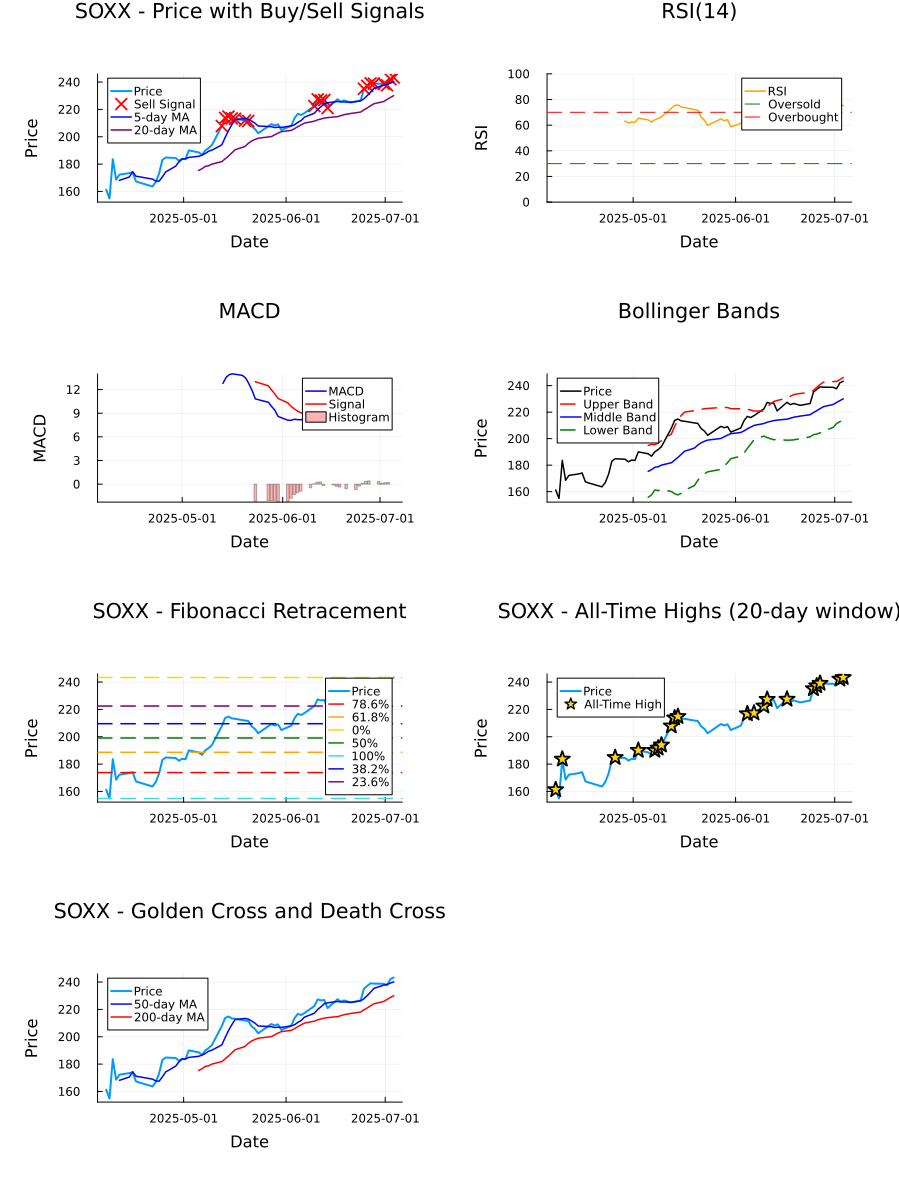 SOXX - Price with Buy/Sell Signals
Price
240
220
200
180
160
Price
Sell Signal
5-day MA
20-day MA
2025-05-01 2025-06-01 2025-07-01
Date
RSI(14)
RSI
100
80
60
40
20
0
RSI
Oversold
Overbought
2025-05-01 2025-06-01 2025-07-01
Date
MACD
MACD
12
9
6
3
0
MACD
Signal
Histogram
2025-05-01 2025-06-01 2025-07-01
Date
Bollinger Bands
Price
240
220
200
180
160
Price
Upper Band
Middle Band
Lower Band
2025-05-01 2025-06-01 2025-07-01
Date
SOXX - Fibonacci Retracement
Price
240
220
200
180
160
Price
78.6%
61.8%
0%
50%
100%
38.2%
23.6%
2025-05-01 2025-06-01 2025-07-01
Date
SOXX - All-Time Highs (20-day window)
Price
240
220
200
180
160
Price
All-Time High
2025-05-01 2025-06-01 2025-07-01
Date
SOXX - Golden Cross and Death Cross
Price
240
220
200
180
160
Price
50-day MA
200-day MA
2025-05-01 2025-06-01 2025-07-01
Date